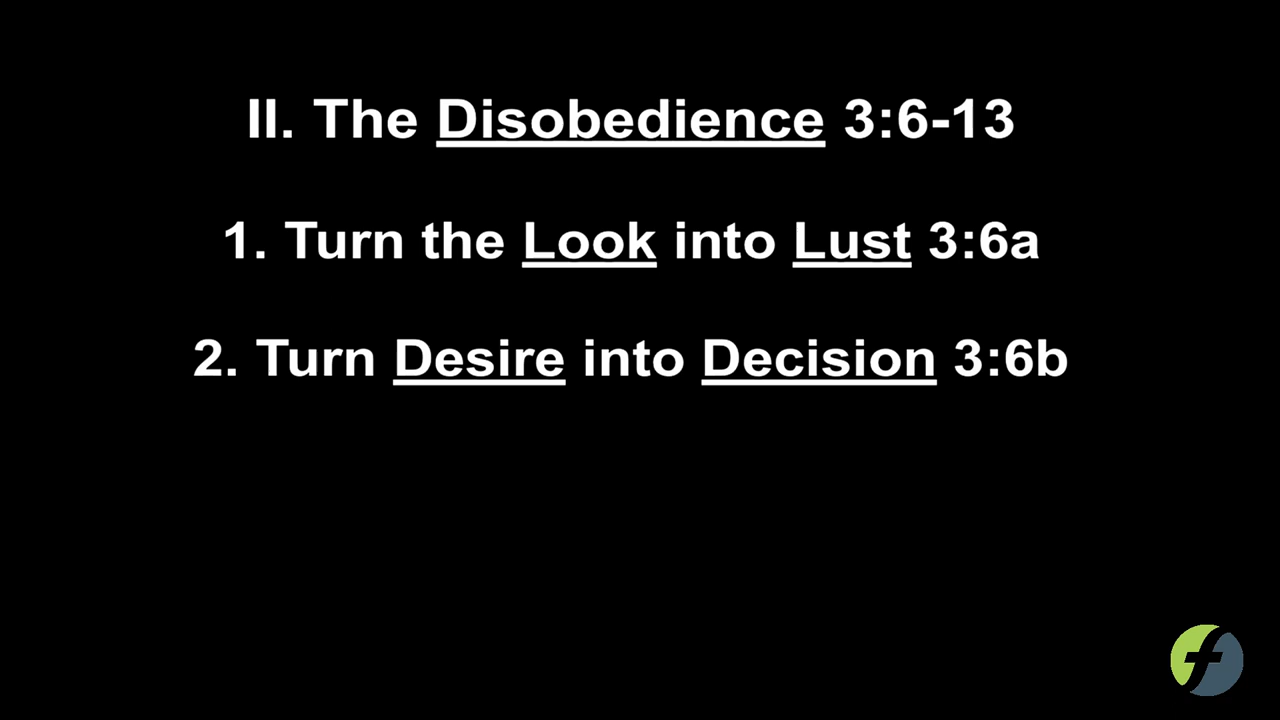 II. The Disobedience 3:6-13
1. Turn the Look into Lust 3:6a
2. Turn Desire into Decision 3:6b